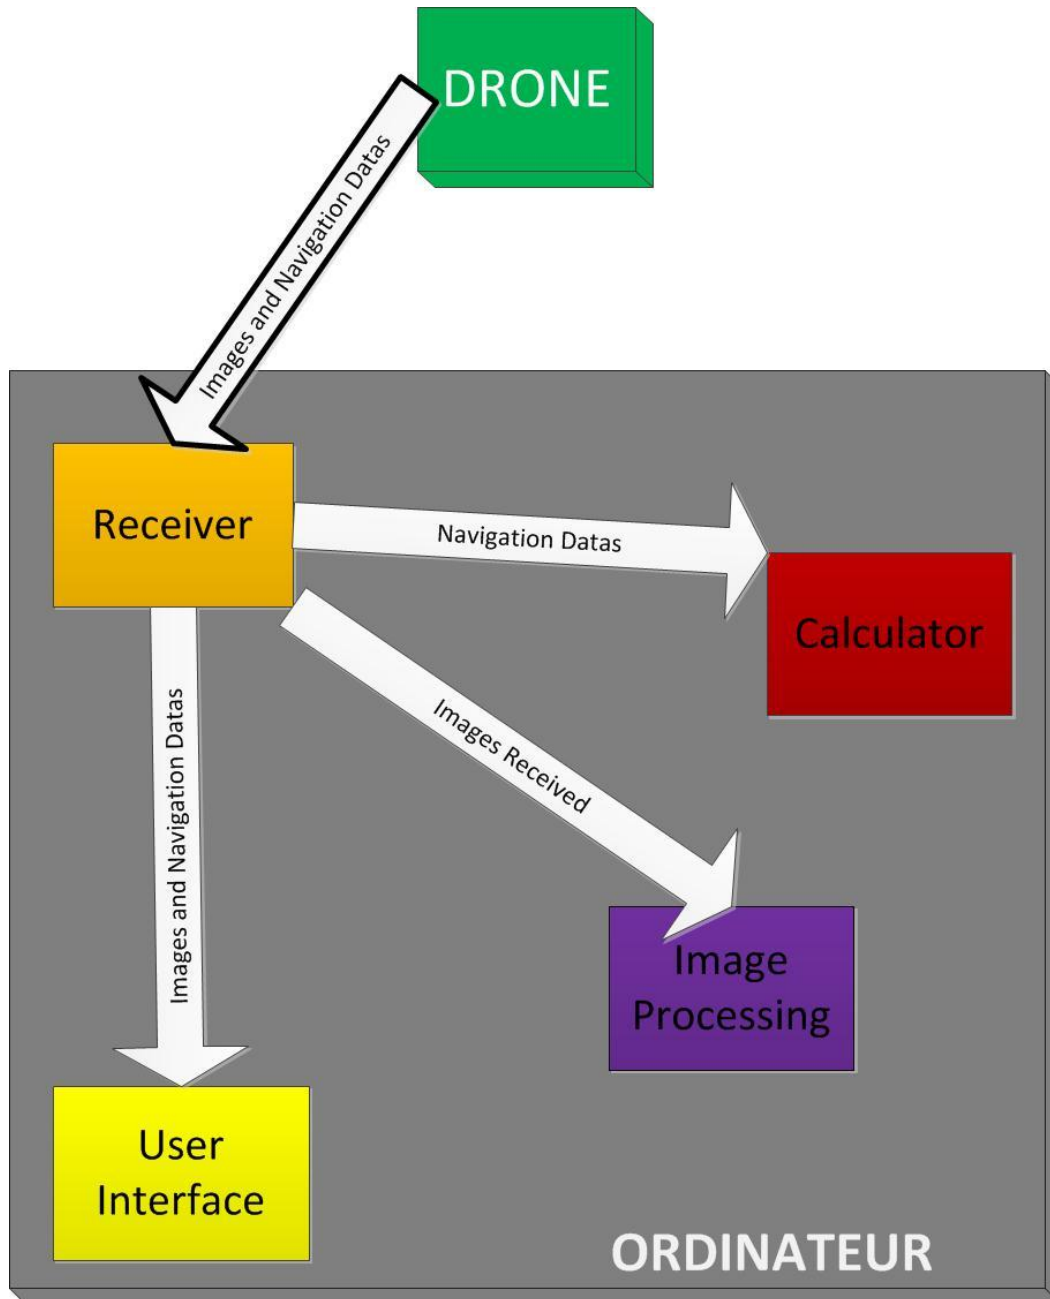 DRONE
Images and Navigation Datas
Receiver
Navigation Datas
Calculator
Images Received
Images and Navigation Datas
Image
Processing
User
Interface
ORDINATEUR